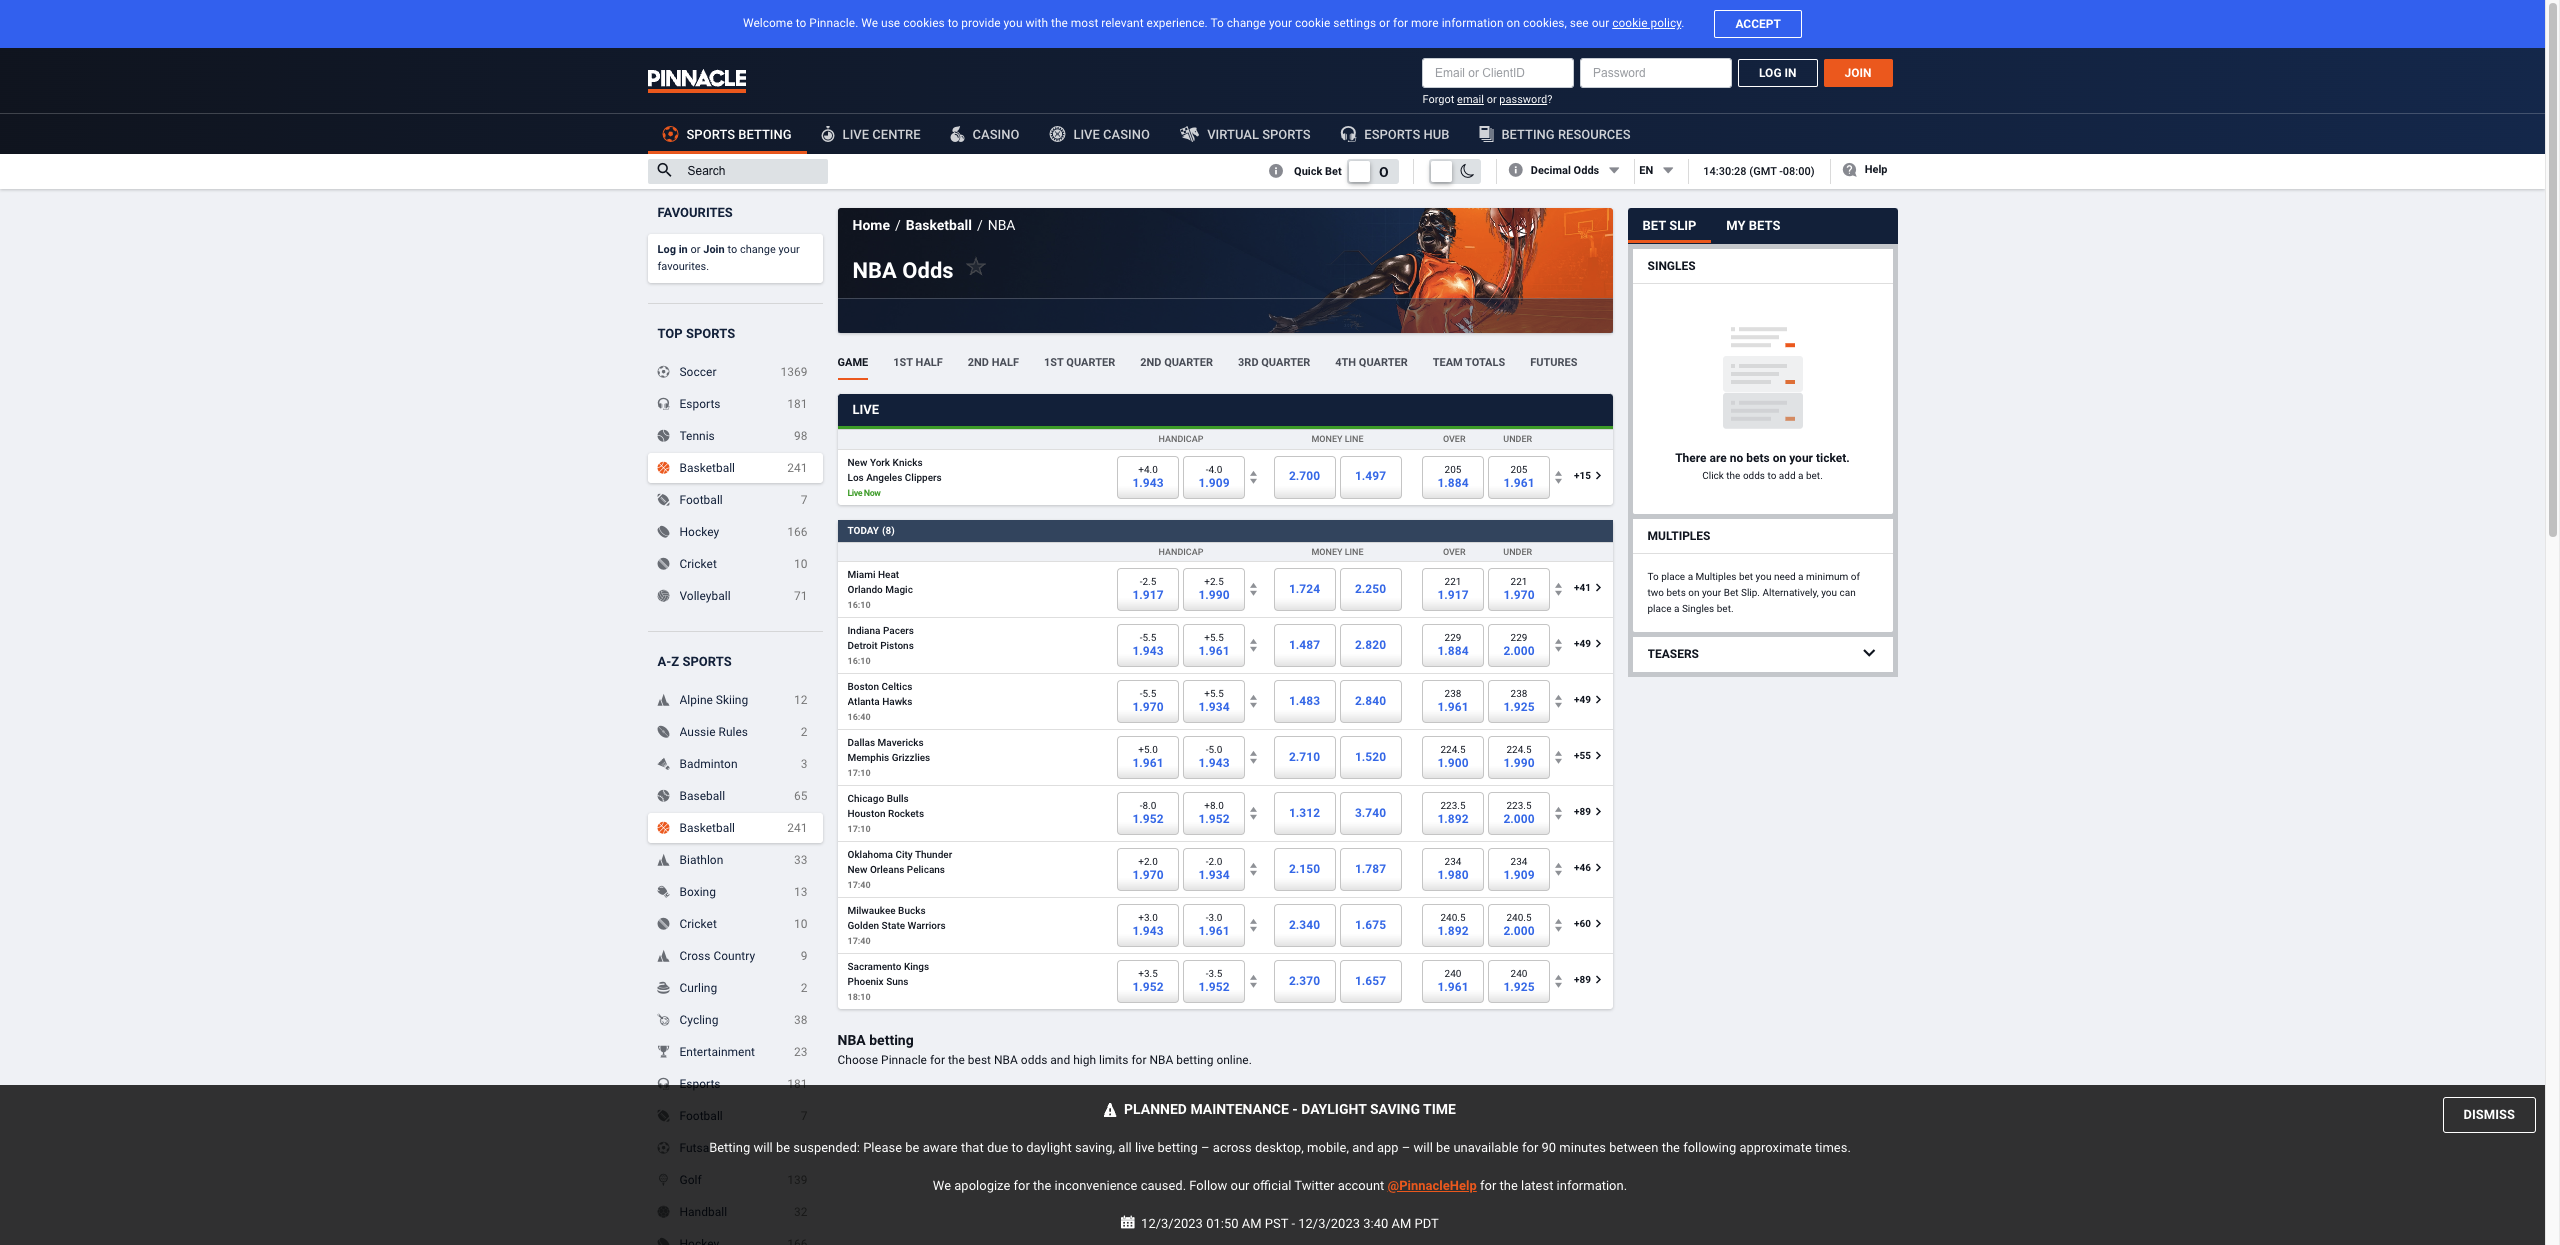 Welcome to Pinnacle. We use cookies to provide you with the most relevant experience. To change your cookie settings or for more information on cookies, see our cookie policy.
ACCEPT
PINNACLE
Email or ClientID
Password
LOG IN
JOIN
Forgot email or password?
SPORTS BETTING
LIVE CENTRE
CASINO
LIVE CASINO
VIRTUAL SPORTS
ESPORTS HUB
BETTING RESOURCES
Search
Quick Bet
O
Decimal Odds
EN
14:30:28 (GMT -08:00)
Help
FAVOURITES
Log in or Join to change your
favourites.
TOP SPORTS
Soccer 1369
Esports 181
Tennis 98
Basketball 241
Football 7
Hockey 166
Cricket 10
Volleyball 71
A-Z SPORTS
Alpine Skiing 12
Aussie Rules 2
Badminton 3
Baseball 65
Basketball 241
Biathlon 33
Boxing 13
Cricket 10
Cross Country 9
Curling 2
Cycling 38
Entertainment 23
Esports 181
Football 7
Golf 139
Handball 32
Hockey 166
Home / Basketball / NBA
NBA Odds
GAME
1ST HALF
2ND HALF
1ST QUARTER
2ND QUARTER
3RD QUARTER
4TH QUARTER
TEAM TOTALS
FUTURES
LIVE
HANDICAP MONEY LINE OVER UNDER
New York Knicks
Los Angeles Clippers
Live Now
+4.0 -4.0 205 205
1.943 1.909 2.700 1.497 1.884 1.961 +15
TODAY (8)
HANDICAP MONEY LINE OVER UNDER
Miami Heat
Orlando Magic
16:10
-2.5 +2.5 221 221
1.917 1.990 1.724 2.250 1.917 1.970 +41
Indiana Pacers
Detroit Pistons
16:10
-5.5 +5.5 229 229
1.943 1.961 1.487 2.820 1.884 2.000 +49
Boston Celtics
Atlanta Hawks
16:40
-5.5 +5.5 238 238
1.970 1.934 1.483 2.840 1.961 1.925 +49
Dallas Mavericks
Memphis Grizzlies
17:10
+5.0 -5.0 224.5 224.5
1.961 1.943 2.710 1.520 1.900 1.990 +55
Chicago Bulls
Houston Rockets
17:10
-8.0 +8.0 223.5 223.5
1.952 1.952 1.312 3.740 1.892 2.000 +89
Oklahoma City Thunder
New Orleans Pelicans
17:40
+2.0 -2.0 234 234
1.970 1.934 2.150 1.787 1.980 1.909 +46
Milwaukee Bucks
Golden State Warriors
17:40
+3.0 -3.0 240.5 240.5
1.943 1.961 2.340 1.675 1.892 2.000 +60
Sacramento Kings
Phoenix Suns
18:10
+3.5 -3.5 240 240
1.952 1.952 2.370 1.657 1.961 1.925 +89
NBA betting
Choose Pinnacle for the best NBA odds and high limits for NBA betting online.
BET SLIP
MY BETS
SINGLES
There are no bets on your ticket.
Click the odds to add a bet.
MULTIPLES
To place a Multiples bet you need a minimum of
two bets on your Bet Slip. Alternatively, you can
place a Singles bet.
TEASERS
PLANNED MAINTENANCE - DAYLIGHT SAVING TIME
DISMISS
Betting will be suspended: Please be aware that due to daylight saving, all live betting – across desktop, mobile, and app – will be unavailable for 90 minutes between the following approximate times.
We apologize for the inconvenience caused. Follow our official Twitter account @PinnacleHelp for the latest information.
12/3/2023 01:50 AM PST - 12/3/2023 3:40 AM PDT